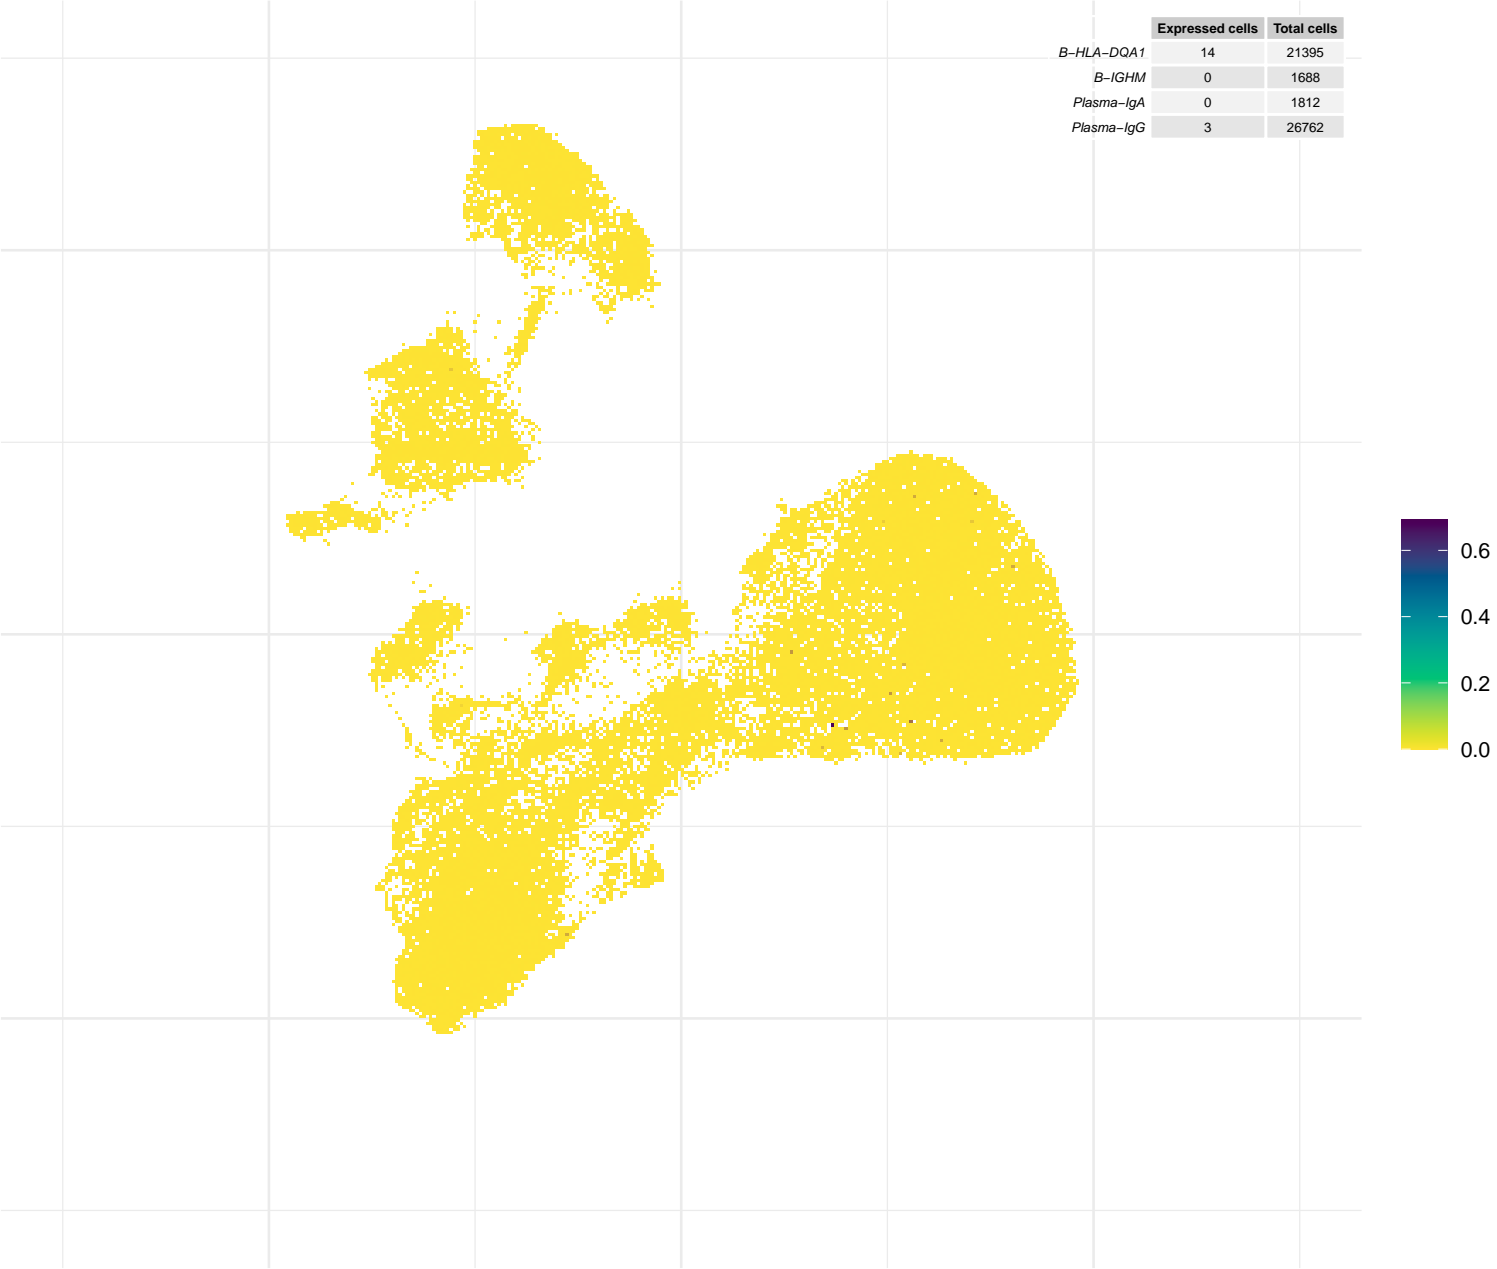 Expressed cells Total cells
B−HLA−DQA1 14 21395
B−IGHM 0 1688
Plasma−IgA 0 1812
Plasma−IgG 3 26762
0.6
0.4
0.2
0.0